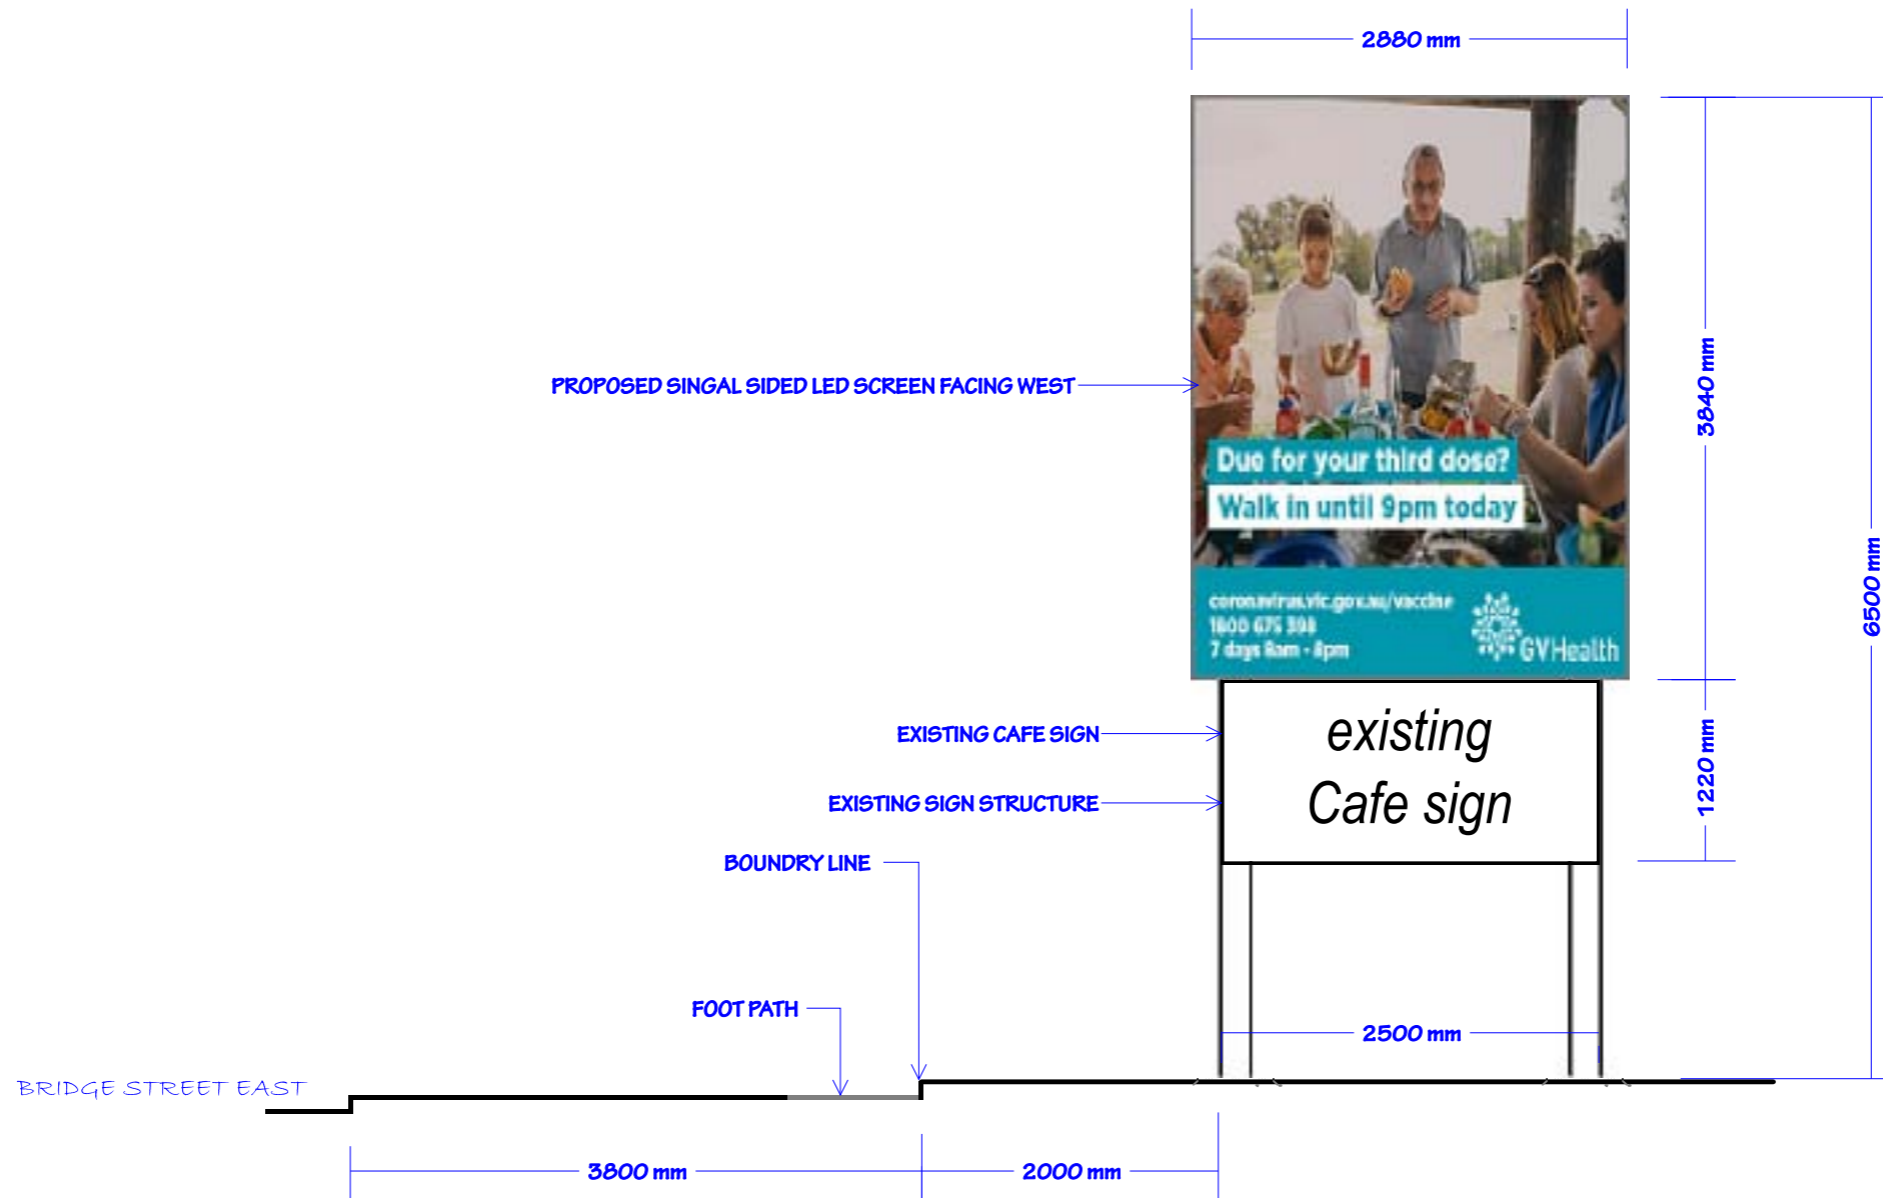 2880 mm
PROPOSED SINGAL SIDED LED SCREEN FACING WEST
3840 mm
6500 mm
Due for your third dose?
Walk in until 9pm today
coronavirus.vic.gov.au/vaccine
1800 675 398
7 days 8am - 8pm
GVHealth
EXISTING CAFE SIGN
existing
Cafe sign
1220 mm
EXISTING SIGN STRUCTURE
BOUNDRY LINE
FOOT PATH
2500 mm
BRIDGE STREET EAST
3800 mm
2000 mm